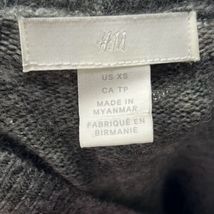 H&M
US XS
CA TP
MADE IN
MYANMAR
FABRIQUÉ EN
BIRMANIE